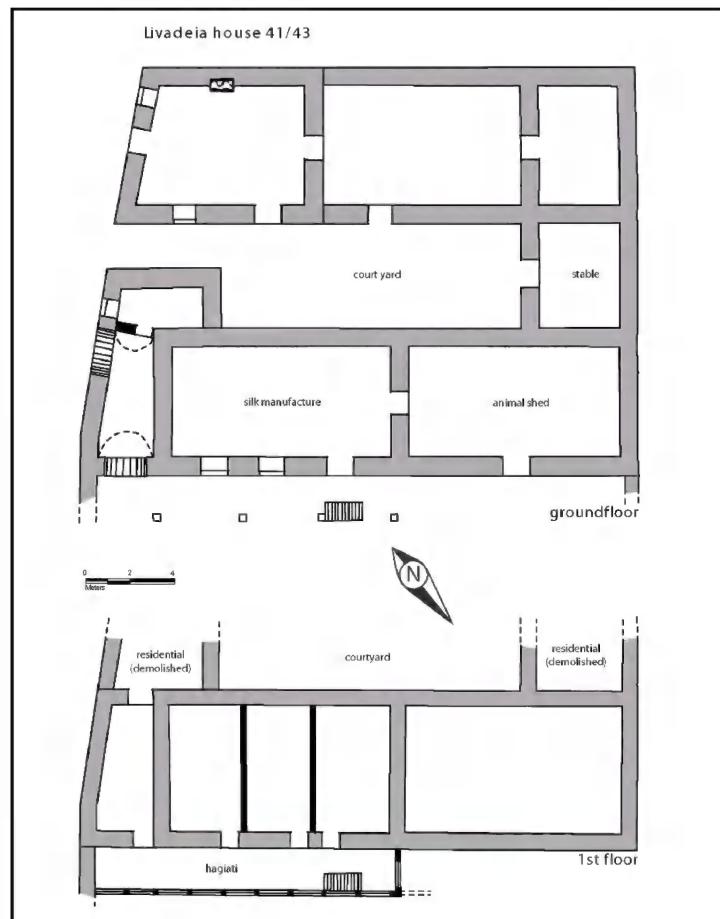 Livadeia house 41/43
court yard
stable
silk manufacture
animal shed
groundfloor
0 2 4
Meters
N
residential
(demolished)
courtyard
residential
(demolished)
1st floor
hagiati